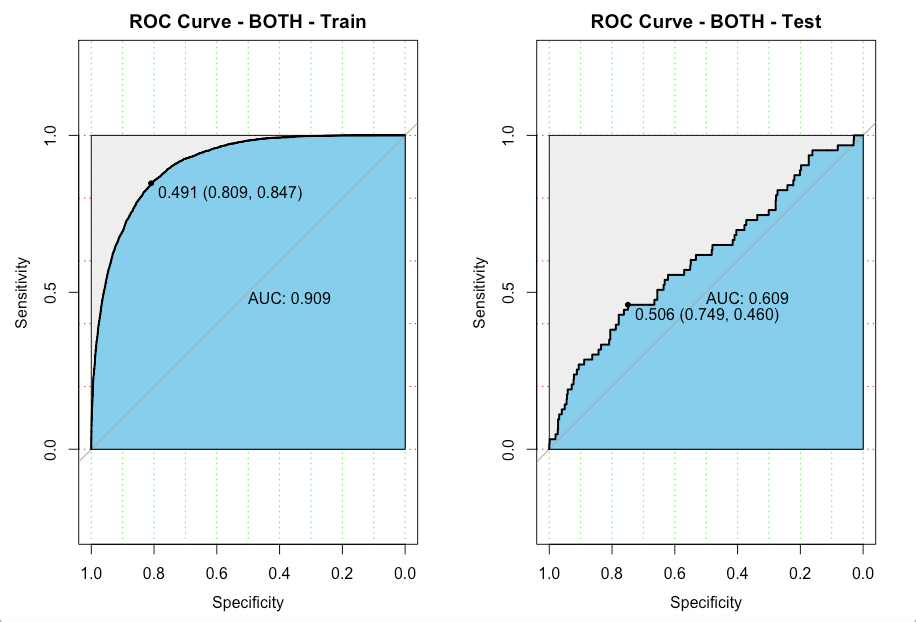 ROC Curve - BOTH - Train
Sensitivity
1.0
0.5
0.0
0.491 (0.809, 0.847)
AUC: 0.909
1.0 0.8 0.6 0.4 0.2 0.0
Specificity
ROC Curve - BOTH - Test
Sensitivity
1.0
0.5
0.0
AUC: 0.609
0.506 (0.749, 0.460)
1.0 0.8 0.6 0.4 0.2 0.0
Specificity